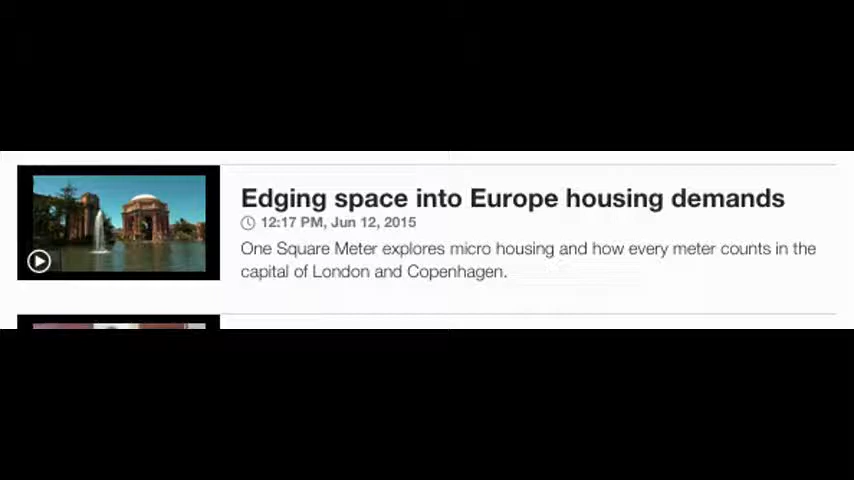 Edging space into Europe housing demands
12:17 PM, Jun 12, 2015
One Square Meter explores micro housing and how every meter counts in the
capital of London and Copenhagen.